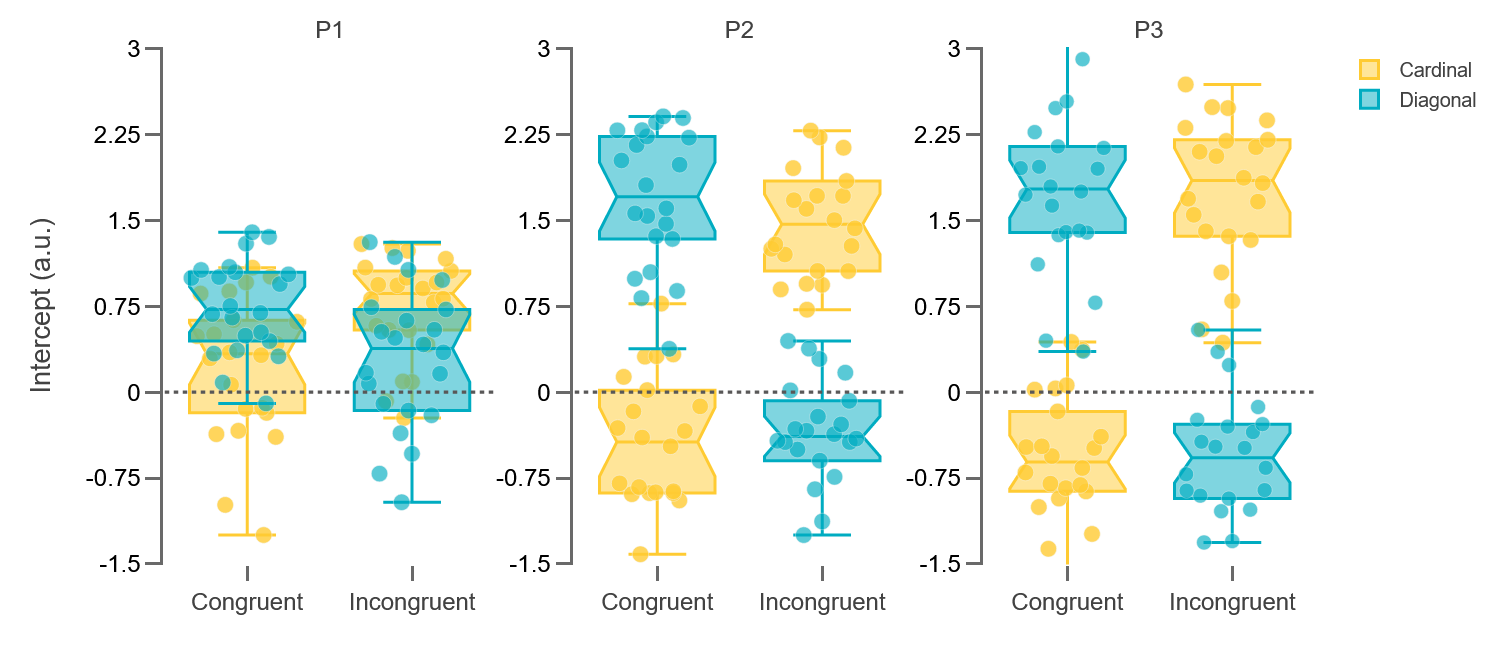 P1
P2
P3
3
2.25
1.5
0.75
0
-0.75
-1.5
3
2.25
1.5
0.75
0
-0.75
-1.5
3
2.25
1.5
0.75
0
-0.75
-1.5
Intercept (a.u.)
Congruent
Incongruent
Congruent
Incongruent
Congruent
Incongruent
Cardinal
Diagonal